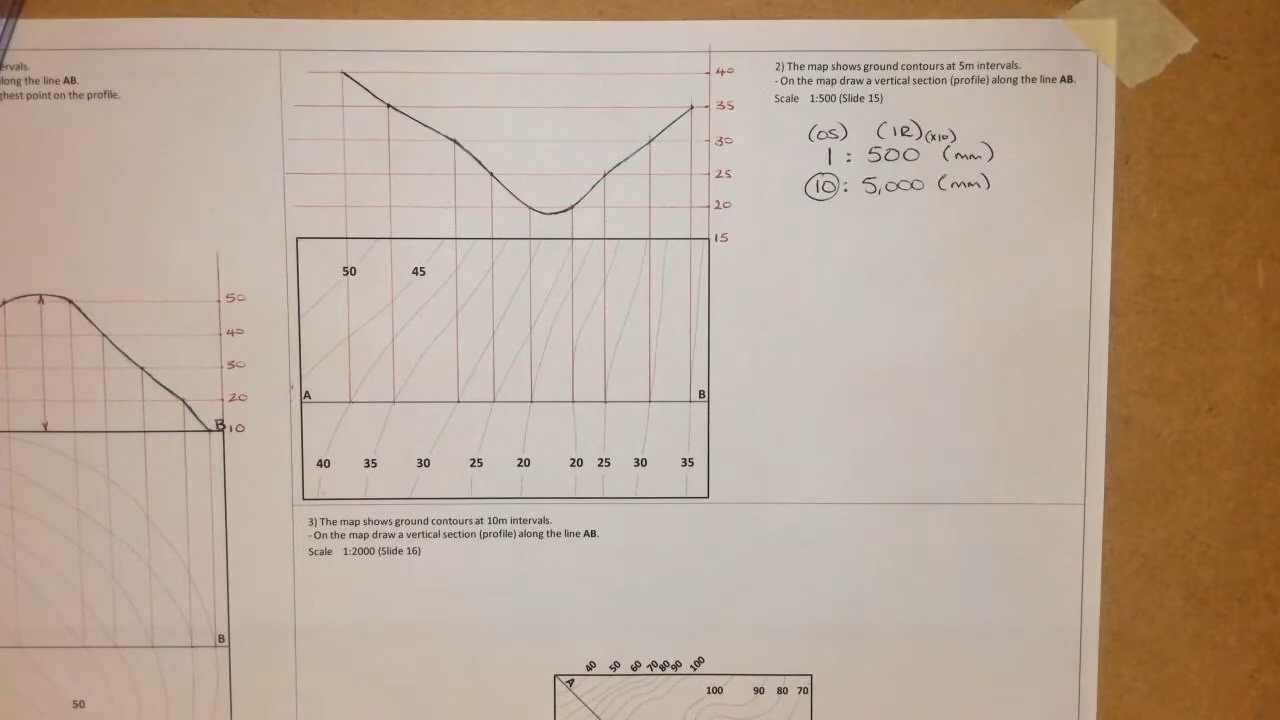 ervals.
long the line AB.
ghest point on the profile.
50
40
30
20
B 10
B
50
40
35
30
25
20
15
50 45
A B
40 35 30 25 20 20 25 30 35
2) The map shows ground contours at 5m intervals.
- On the map draw a vertical section (profile) along the line AB.
Scale 1:500 (Slide 15)
(OS) (IR)(x10)
1 : 500 (mm)
10 : 5,000 (mm)
3) The map shows ground contours at 10m intervals.
- On the map draw a vertical section (profile) along the line AB.
Scale 1:2000 (Slide 16)
40 50 60 70 80 90 100
A 100 90 80 70